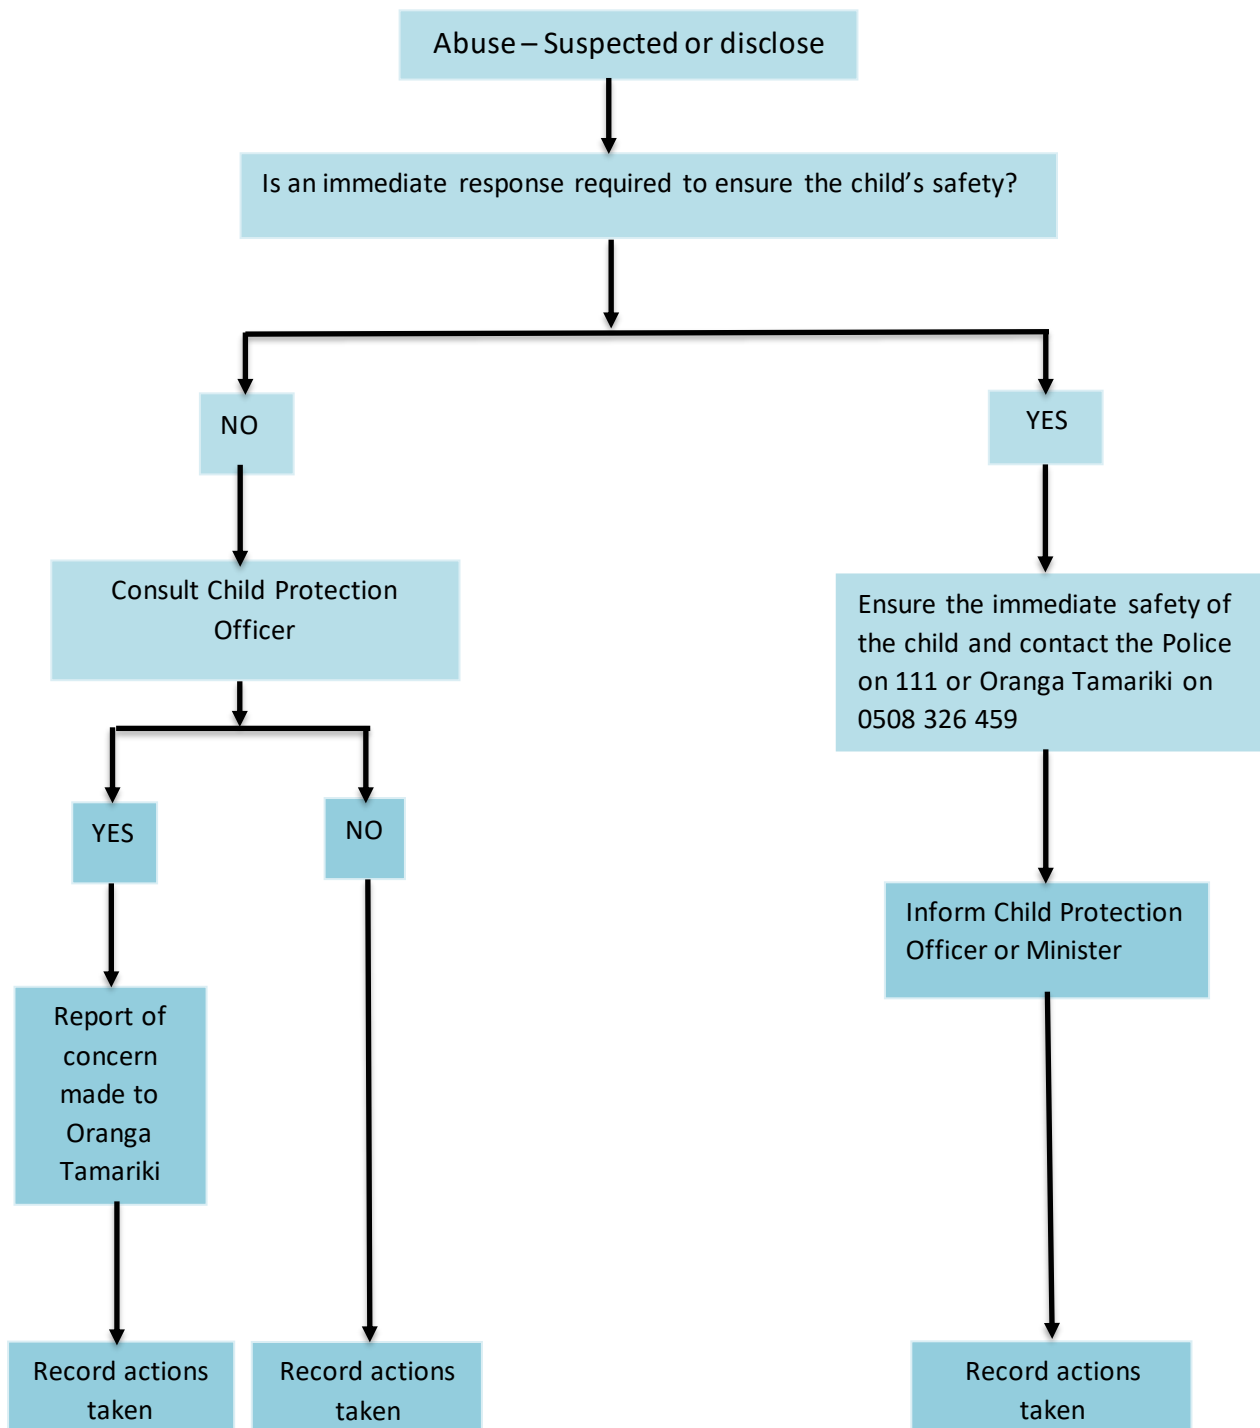 Abuse – Suspected or disclose
Is an immediate response required to ensure the child’s safety?
NO
YES
Consult Child Protection
Officer
Ensure the immediate safety of
the child and contact the Police
on 111 or Oranga Tamariki on
0508 326 459
YES
NO
Inform Child Protection
Officer or Minister
Report of
concern
made to
Oranga
Tamariki
Record actions
taken
Record actions
taken
Record actions
taken